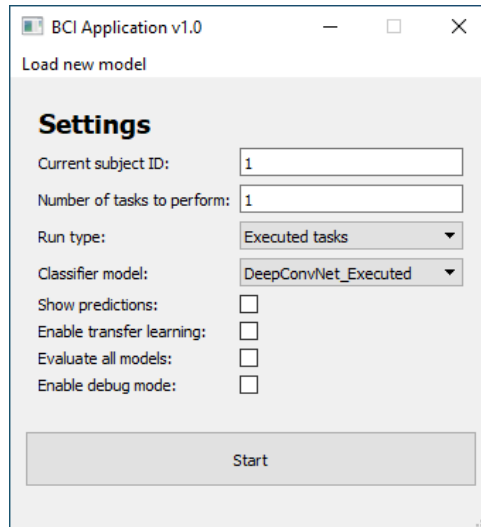 BCI Application v1.0
Load new model
Settings
Current subject ID: 1
Number of tasks to perform: 1
Run type: Executed tasks
Classifier model: DeepConvNet_Executed
Show predictions:
Enable transfer learning:
Evaluate all models:
Enable debug mode:
Start